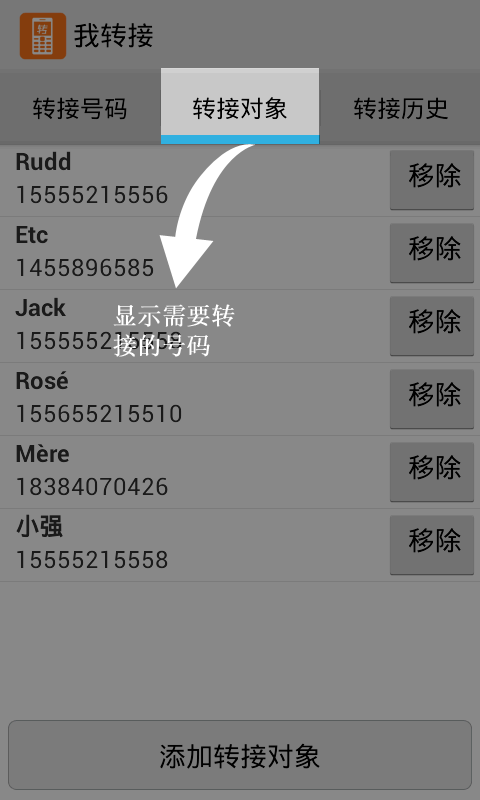 转
我转接
转接号码 转接对象 转接历史
Rudd
15555215556
移除
Etc
1455896585
移除
Jack
移除
显示需要转
接的号码
Rosé
155655215510
移除
Mère
18384070426
移除
小强
15555215558
移除
添加转接对象